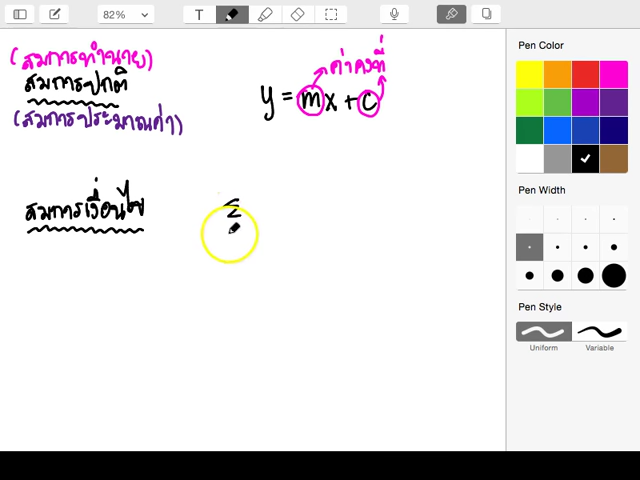 82%
T
(สมการทำนาย)
สมการปกติ
(สมการประมาณค่า)
ค่าคงที่
y = mx + c
สมการเงื่อนไข
Σ
Pen Color
Pen Width
Pen Style
Uniform
Variable